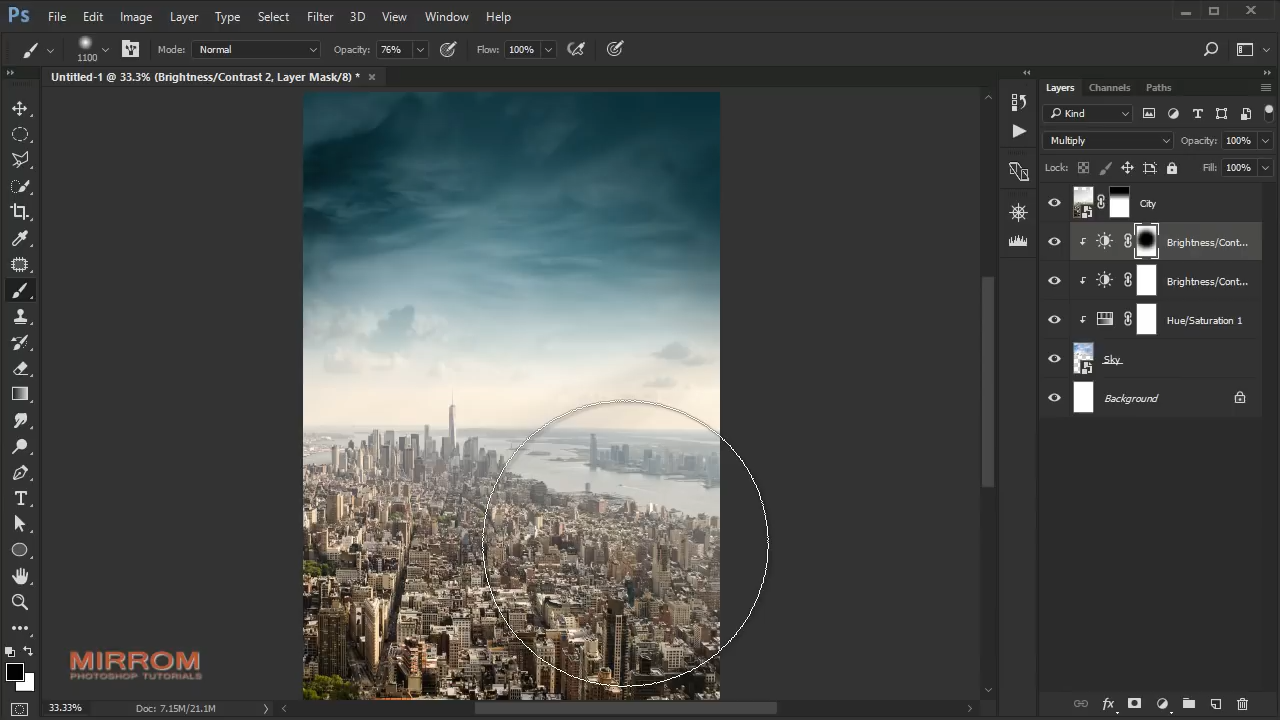 Ps File Edit Image Layer Type Select Filter 3D View Window Help
1100 Mode: Normal Opacity: 76% Flow: 100%
Untitled-1 @ 33.3% (Brightness/Contrast 2, Layer Mask/8) *
Layers Channels Paths
Kind
Multiply Opacity: 100%
Lock: Fill: 100%
City
Brightness/Cont...
Brightness/Cont...
Hue/Saturation 1
Sky
Background
MIRROM
PHOTOSHOP TUTORIALS
33.33% Doc: 7.15M/21.1M